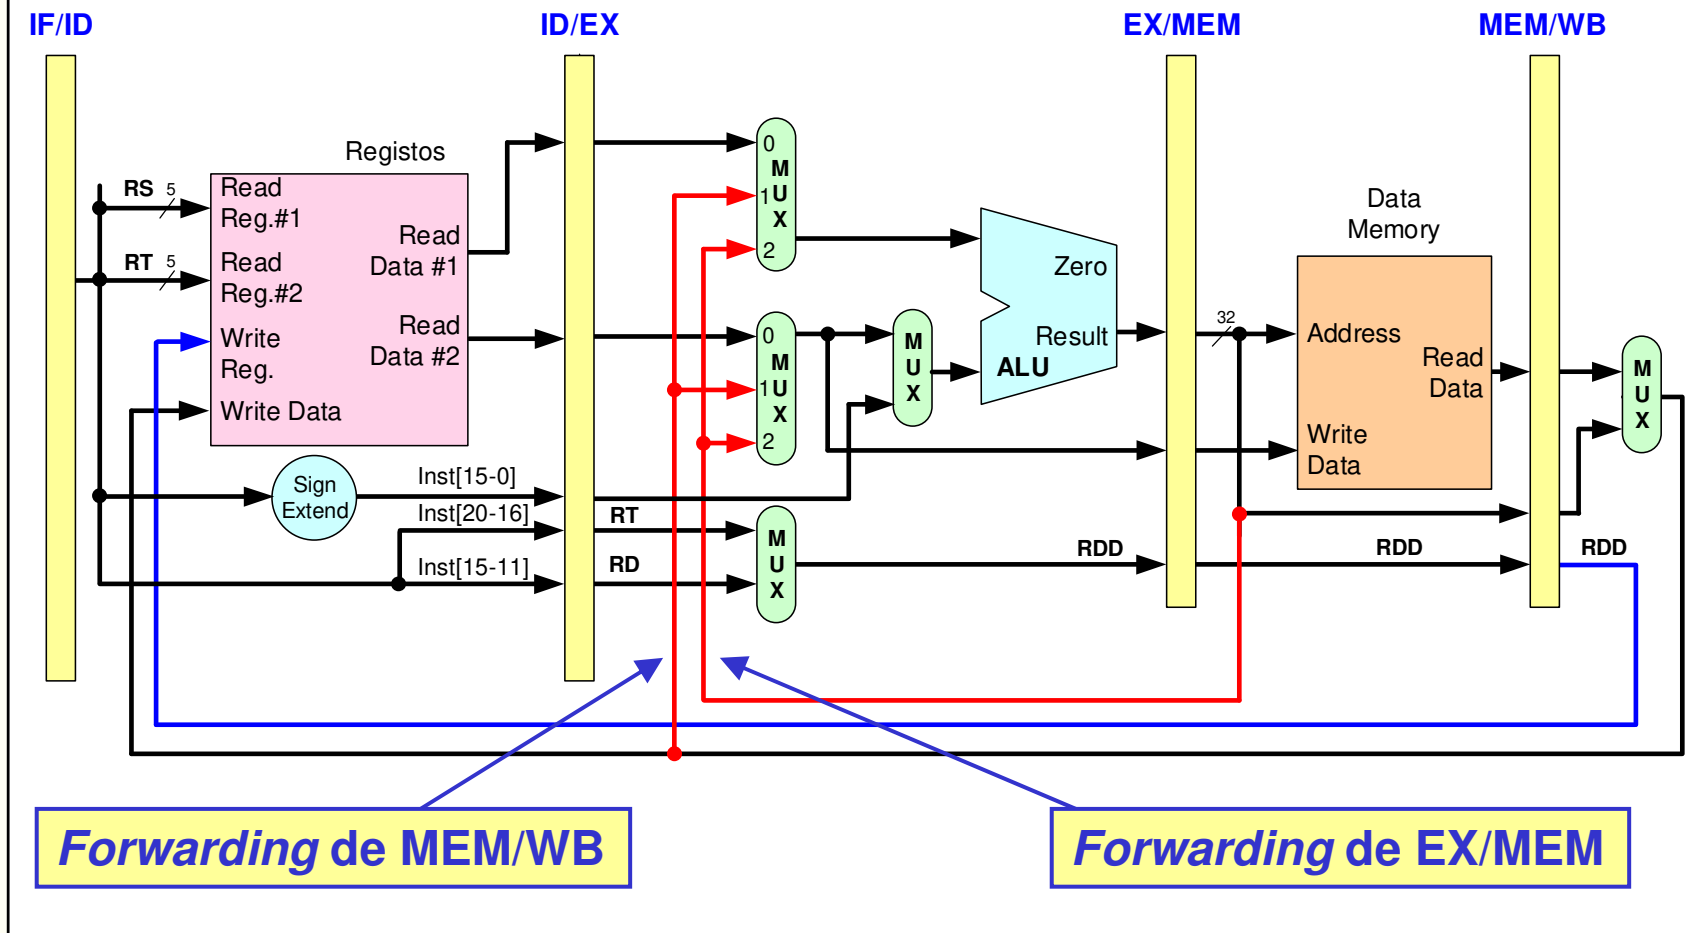 IF/ID
ID/EX
EX/MEM
MEM/WB
Registos
RS
5
Read
Reg.#1
RT
5
Read
Reg.#2
Write
Reg.
Write Data
Read
Data #1
Read
Data #2
Sign
Extend
Inst[15-0]
Inst[20-16]
Inst[15-11]
RT
RD
0
M
1
U
X
2
0
M
1
U
X
2
M
U
X
M
U
X
Zero
Result
ALU
RDD
32
Data
Memory
Address
Read
Data
Write
Data
RDD
M
U
X
RDD
Forwarding de MEM/WB
Forwarding de EX/MEM